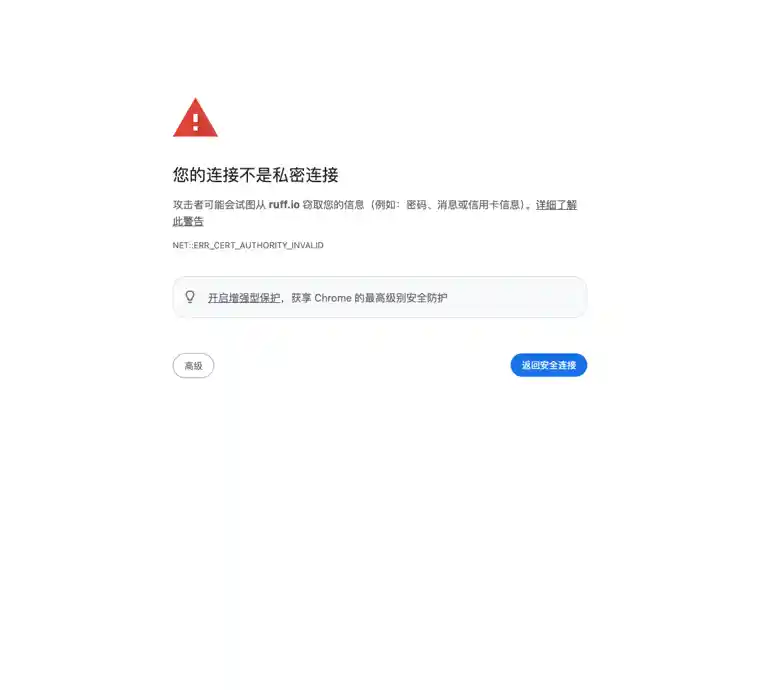 您的连接不是私密连接
攻击者可能会试图从 ruff.io 窃取您的信息（例如：密码、消息或信用卡信息）。详细了解
此警告
NET::ERR_CERT_AUTHORITY_INVALID
开启增强型保护，获享 Chrome 的最高级别安全防护
高级
返回安全连接